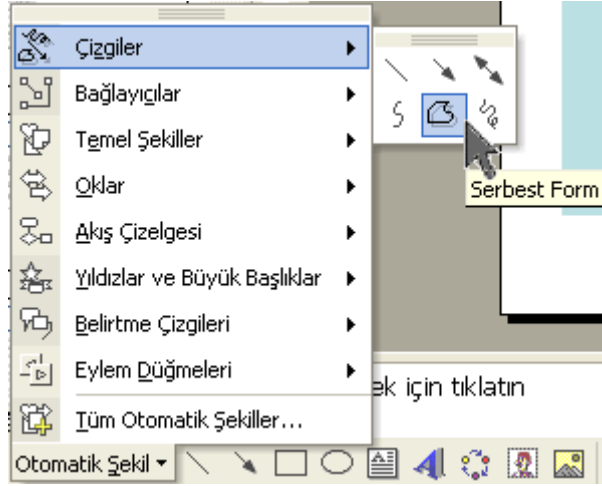 Çizgiler
Bağlayıcılar
Temel Şekiller
Oklar
Akış Çizelgesi
Yıldızlar ve Büyük Başlıklar
Belirtme Çizgileri
Eylem Düğmeleri
Tüm Otomatik Şekiller...
Serbest Form
ek için tıklatın
Otomatik Şekil